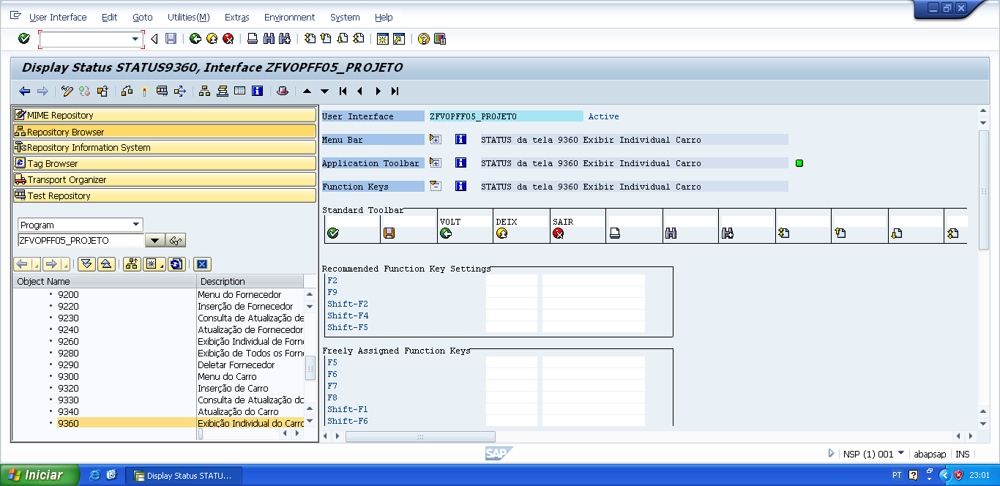 User Interface Edit Goto Utilities(M) Extras Environment System Help
Display Status STATUS9360, Interface ZFVOPFF05_PROJETO
MIME Repository
Repository Browser
Repository Information System
Tag Browser
Transport Organizer
Test Repository
Program
ZFVOPFF05_PROJETO
Object Name Description
9200 Menu do Fornecedor
9220 Inserção de Fornecedor
9230 Consulta de Atualização de
9240 Atualização de Fornecedor
9260 Exibição Individual de Forn
9280 Exibição de Todos os Forn
9290 Deletar Fornecedor
9300 Menu do Carro
9320 Inserção de Carro
9330 Consulta de Atualização do
9340 Atualização do Carro
9360 Exibição Individual do Carro
User Interface ZFVOPFF05_PROJETO Active
Menu Bar STATUS da tela 9360 Exibir Individual Carro
Application Toolbar STATUS da tela 9360 Exibir Individual Carro
Function Keys STATUS da tela 9360 Exibir Individual Carro
Standard Toolbar
VOLT DEIX SAIR
Recommended Function Key Settings
F2
F9
Shift-F2
Shift-F4
Shift-F5
Freely Assigned Function Keys
F5
F6
F7
F8
Shift-F1
Shift-F6
SAP
NSP (1) 001 abapsap INS
Iniciar Display Status STATU... PT 23:01